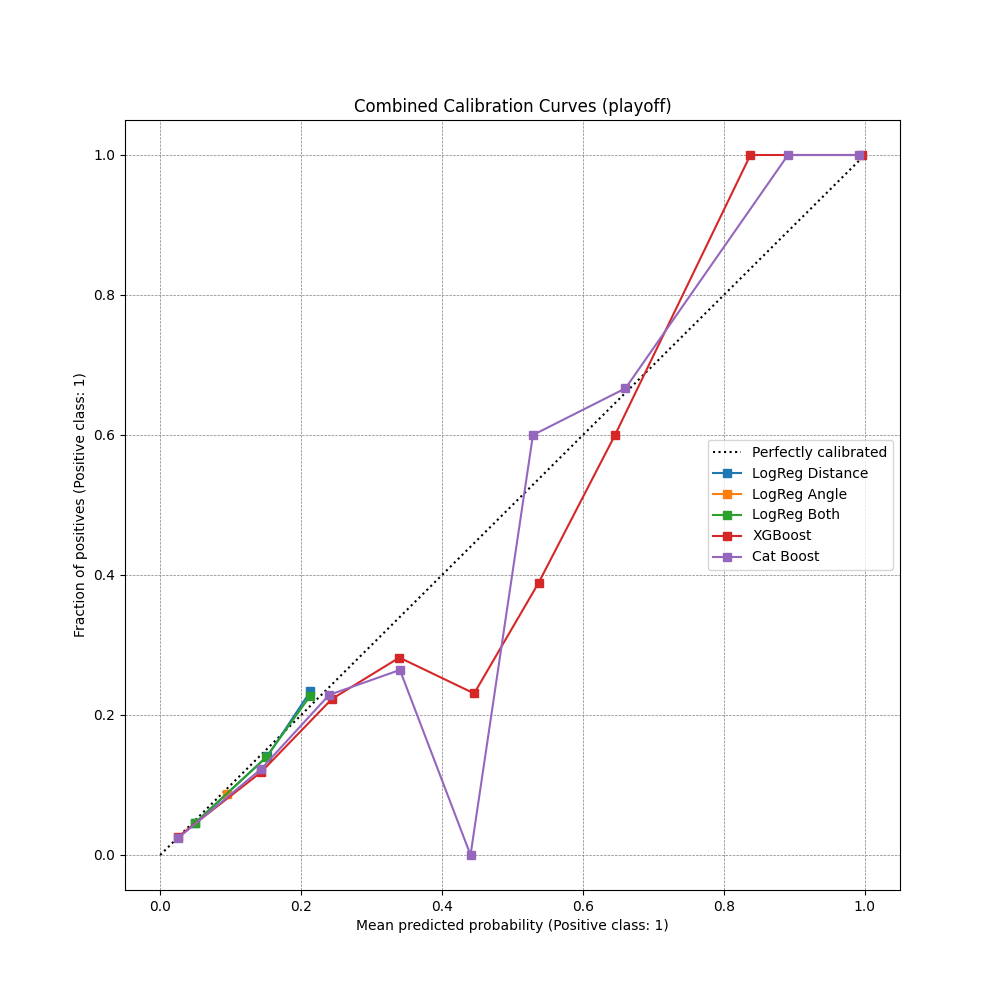 Combined Calibration Curves (playoff)
1.0
0.8
0.6
0.4
0.2
0.0
Fraction of positives (Positive class: 1)
Perfectly calibrated
LogReg Distance
LogReg Angle
LogReg Both
XGBoost
Cat Boost
0.0 0.2 0.4 0.6 0.8 1.0
Mean predicted probability (Positive class: 1)